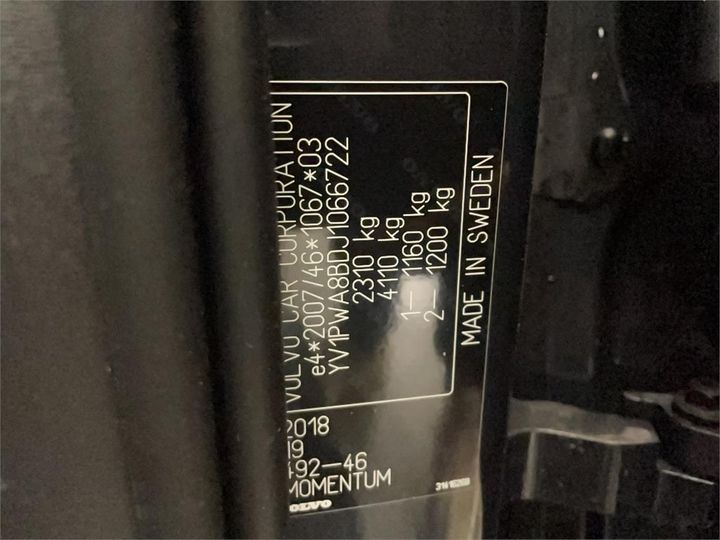 VOLVO CAR CORPORATION
e4*2007/46*1067*03
YV1PWA8BDJ1066722
2310 kg
4110 kg
1— 1160 kg
2— 1200 kg
MADE IN SWEDEN
2018
19
492—46
MOMENTUM
VOLVO